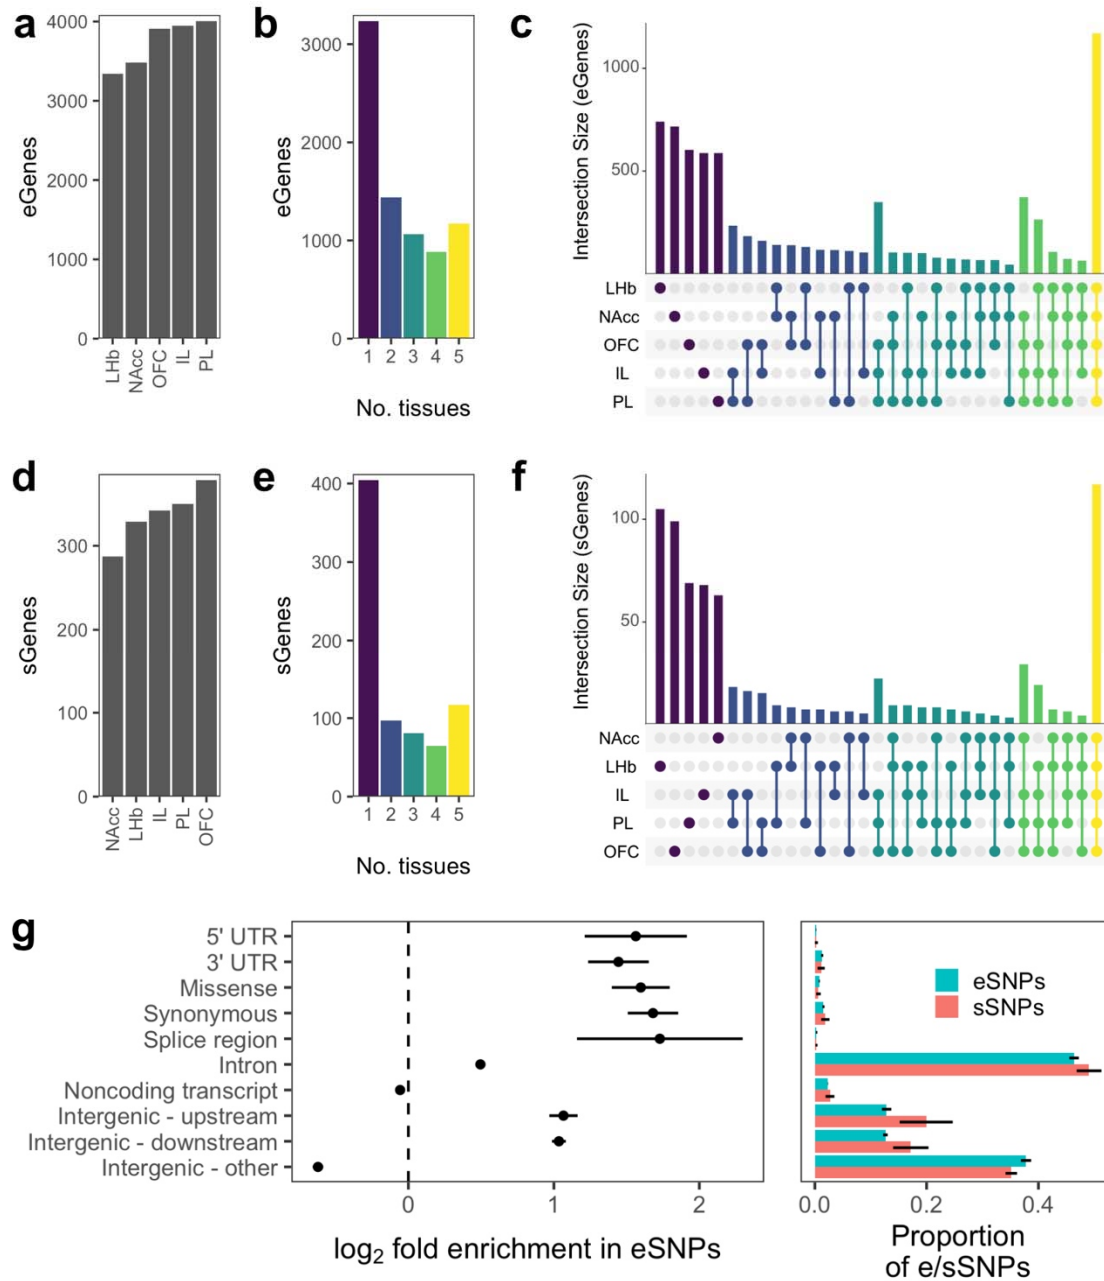 a
eGenes
4000
3000
2000
1000
0
LHb
NAcc
OFC
IL
PL
b
eGenes
3000
2000
1000
0
1 2 3 4 5
No. tissues
c
Intersection Size (eGenes)
1000
500
LHb
NAcc
OFC
IL
PL
d
sGenes
300
200
100
0
NAcc
LHb
IL
PL
OFC
e
sGenes
400
300
200
100
0
1 2 3 4 5
No. tissues
f
Intersection Size (sGenes)
100
50
NAcc
LHb
IL
PL
OFC
g
5' UTR
3' UTR
Missense
Synonymous
Splice region
Intron
Noncoding transcript
Intergenic - upstream
Intergenic - downstream
Intergenic - other
0 1 2
log₂ fold enrichment in eSNPs
eSNPs
sSNPs
0.0 0.2 0.4
Proportion
of e/sSNPs